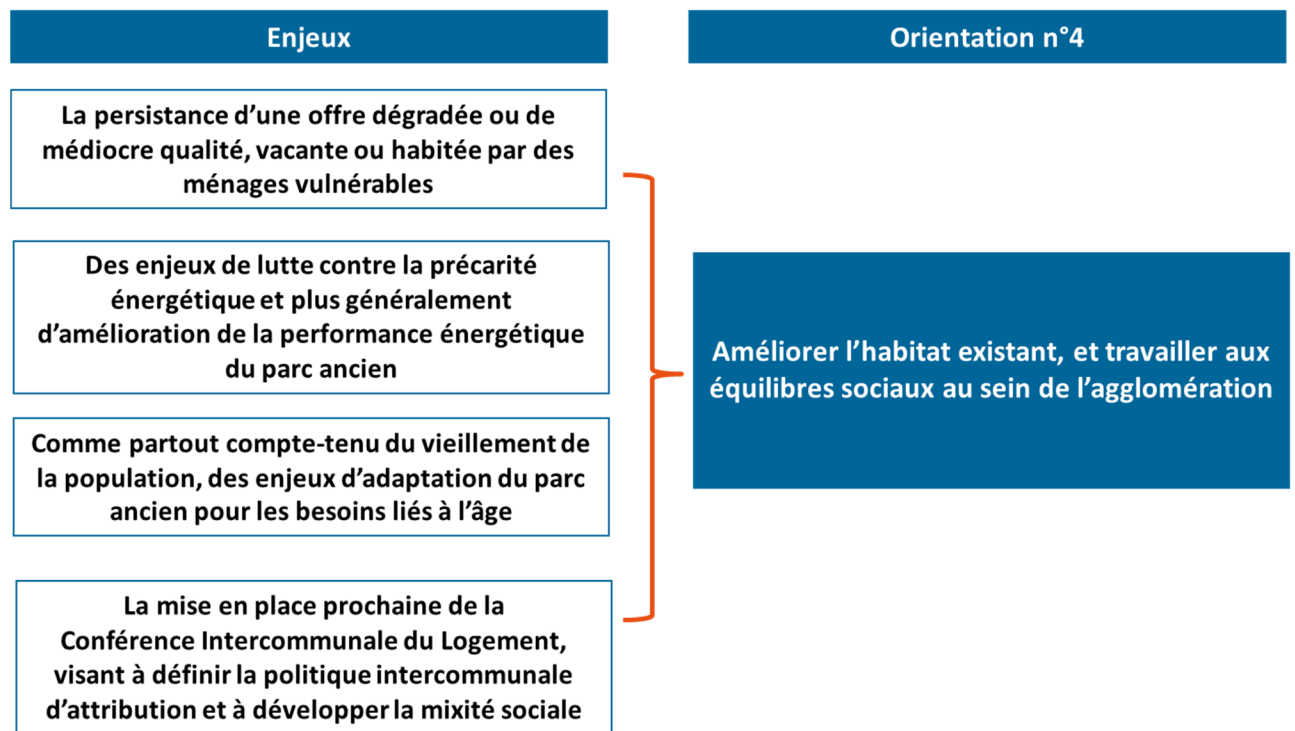 Enjeux
Orientation n°4
La persistance d’une offre dégradée ou de
médiocre qualité, vacante ou habitée par des
ménages vulnérables
Des enjeux de lutte contre la précarité
énergétique et plus généralement
d’amélioration de la performance énergétique
du parc ancien
Comme partout compte-tenu du vieillement de
la population, des enjeux d’adaptation du parc
ancien pour les besoins liés à l’âge
La mise en place prochaine de la
Conférence Intercommunale du Logement,
visant à définir la politique intercommunale
d’attribution et à développer la mixité sociale
Améliorer l’habitat existant, et travailler aux
équilibres sociaux au sein de l’agglomération